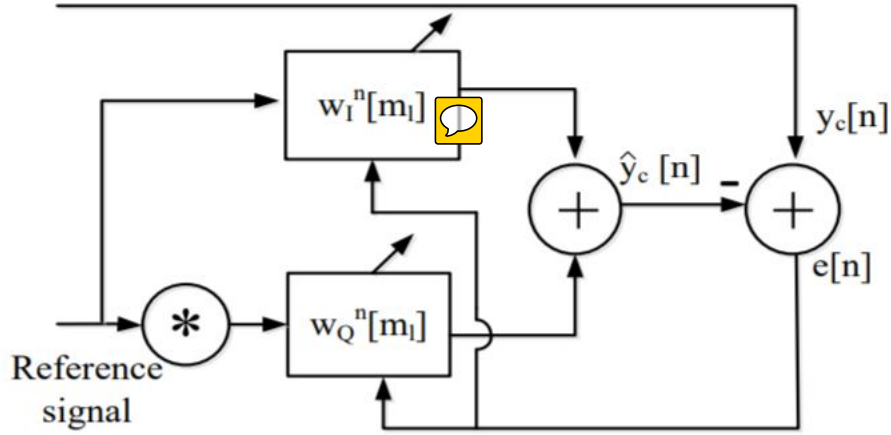 w_I^n[m_l]
y_c[n]
ŷ_c [n]
-
+
+
e[n]
*
w_Q^n[m_l]
Reference
signal